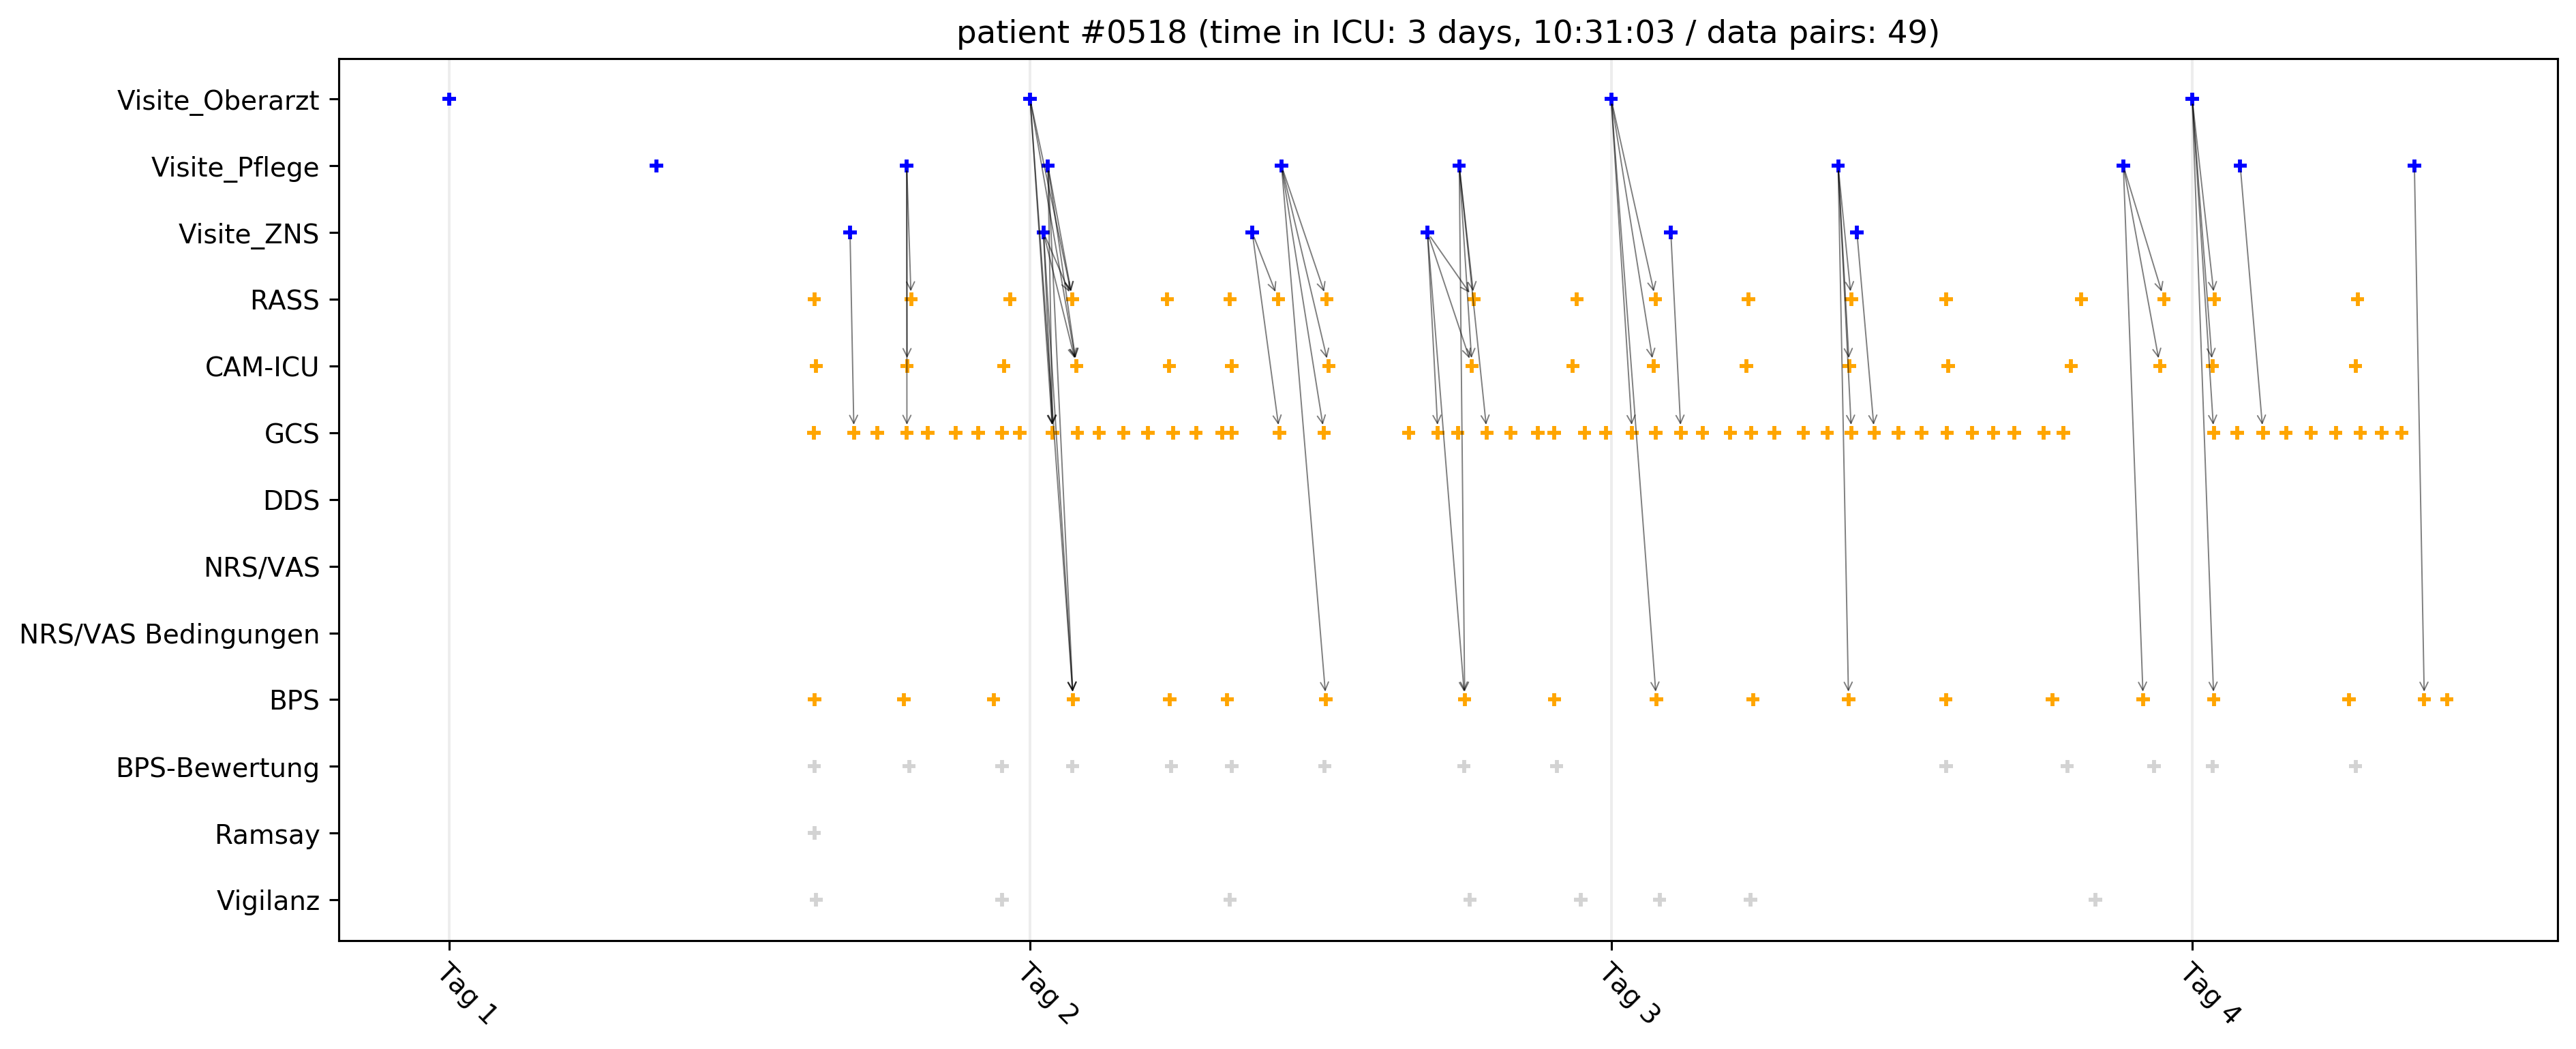 patient #0518 (time in ICU: 3 days, 10:31:03 / data pairs: 49)
Visite_Oberarzt
Visite_Pflege
Visite_ZNS
RASS
CAM-ICU
GCS
DDS
NRS/VAS
NRS/VAS Bedingungen
BPS
BPS-Bewertung
Ramsay
Vigilanz
Tag 1
Tag 2
Tag 3
Tag 4